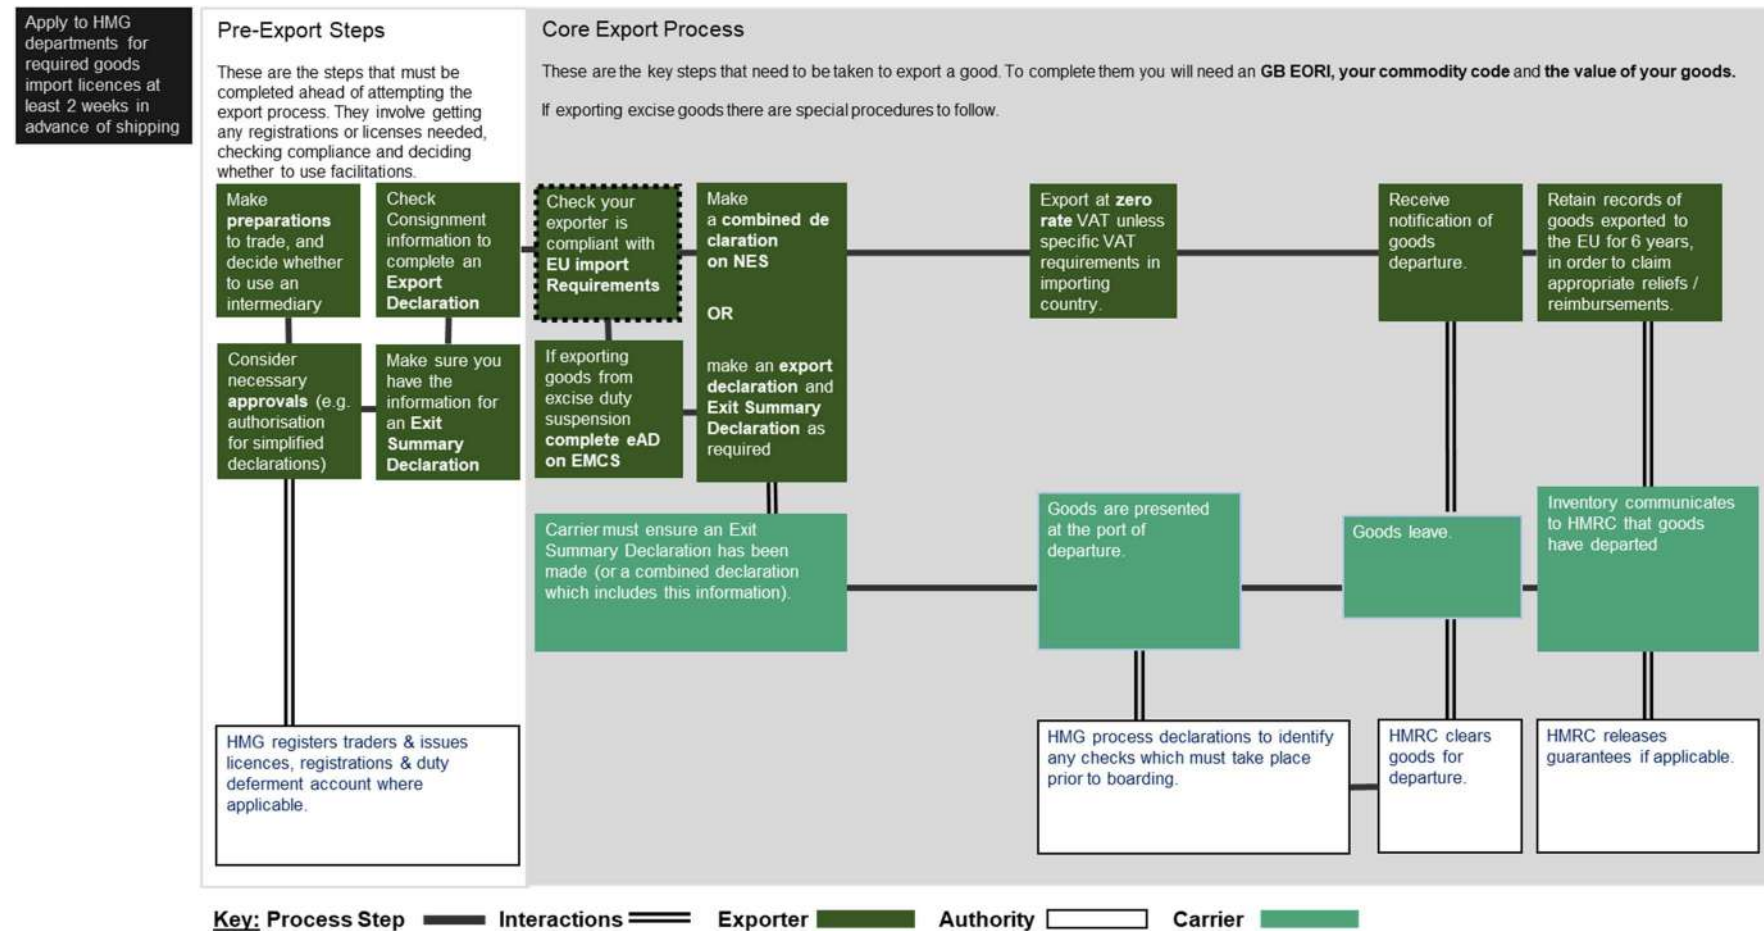 Apply to HMG
departments for
required goods
import licences at
least 2 weeks in
advance of shipping
Pre-Export Steps
These are the steps that must be
completed ahead of attempting the
export process. They involve getting
any registrations or licenses needed,
checking compliance and deciding
whether to use facilitations.
Core Export Process
These are the key steps that need to be taken to export a good. To complete them you will need an GB EORI, your commodity code and the value of your goods.
If exporting excise goods there are special procedures to follow.
Make
preparations
to trade, and
decide whether
to use an
intermediary
Check
Consignment
information to
complete an
Export
Declaration
Check your
exporter is
compliant with
EU import
Requirements
Make
a combined de
claration
on NES
OR
make an export
declaration and
Exit Summary
Declaration as
required
Export at zero
rate VAT unless
specific VAT
requirements in
importing
country.
Receive
notification of
goods
departure.
Retain records of
goods exported to
the EU for 6 years,
in order to claim
appropriate reliefs /
reimbursements.
Consider
necessary
approvals (e.g.
authorisation
for simplified
declarations)
Make sure you
have the
information for
an Exit
Summary
Declaration
If exporting
goods from
excise duty
suspension
complete eAD
on EMCS
Carrier must ensure an Exit
Summary Declaration has been
made (or a combined declaration
which includes this information).
Goods are presented
at the port of
departure.
Goods leave.
Inventory communicates
to HMRC that goods
have departed
HMG registers traders & issues
licences, registrations & duty
deferment account where
applicable.
HMG process declarations to identify
any checks which must take place
prior to boarding.
HMRC clears
goods for
departure.
HMRC releases
guarantees if applicable.
Key: Process Step Interactions Exporter Authority Carrier